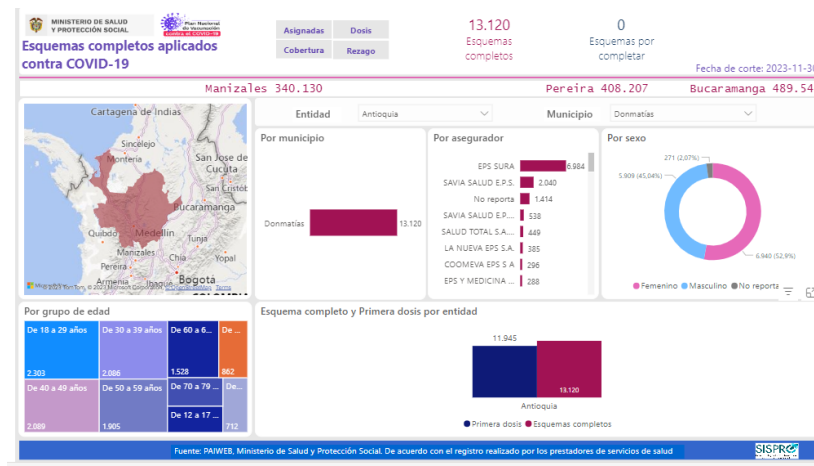 MINISTERIO DE SALUD
Y PROTECCIÓN SOCIAL
Plan Nacional
de Vacunación
contra el COVID-19
Esquemas completos aplicados
contra COVID-19
Asignadas
Dosis
Cobertura
Rezago
13.120
Esquemas
completos
0
Esquemas por
completar
Fecha de corte: 2023-11-30
Manizales 340.130
Pereira 408.207
Bucaramanga 489.54
Entidad
Antioquia
Municipio
Donmatías
Cartagena de Indias
Sincelejo
Montería
San Jose de
Cucuta
San Cristób
Bucaramanga
Quibdó
Medellín
Tunja
Manizales
Chia
Yopal
Pereira
Armenia
Ibagué
Bogota
COLOMBIA
Terms
Por municipio
Donmatías
13.120
Por asegurador
EPS SURA 6.984
SAVIA SALUD E.P.S. 2.040
No reporta 1.414
SAVIA SALUD E.P.... 538
SALUD TOTAL S.A.... 449
LA NUEVA EPS S.A. 385
COOMEVA EPS S A 296
EPS Y MEDICINA ... 288
Por sexo
271 (2,07%)
5.909 (45,04%)
6.940 (52,9%)
Femenino Masculino No reporta
Por grupo de edad
De 18 a 29 años
2.303
De 30 a 39 años
2.086
De 60 a 6...
1.528
De ...
862
De 40 a 49 años
2.089
De 50 a 59 años
1.905
De 70 a 79 ...
De...
De 12 a 17 ...
712
Esquema completo y Primera dosis por entidad
11.945
13.120
Antioquia
Primera dosis Esquemas completos
Fuente: PAIWEB, Ministerio de Salud y Protección Social. De acuerdo con el registro realizado por los prestadores de servicios de salud
SISPRO